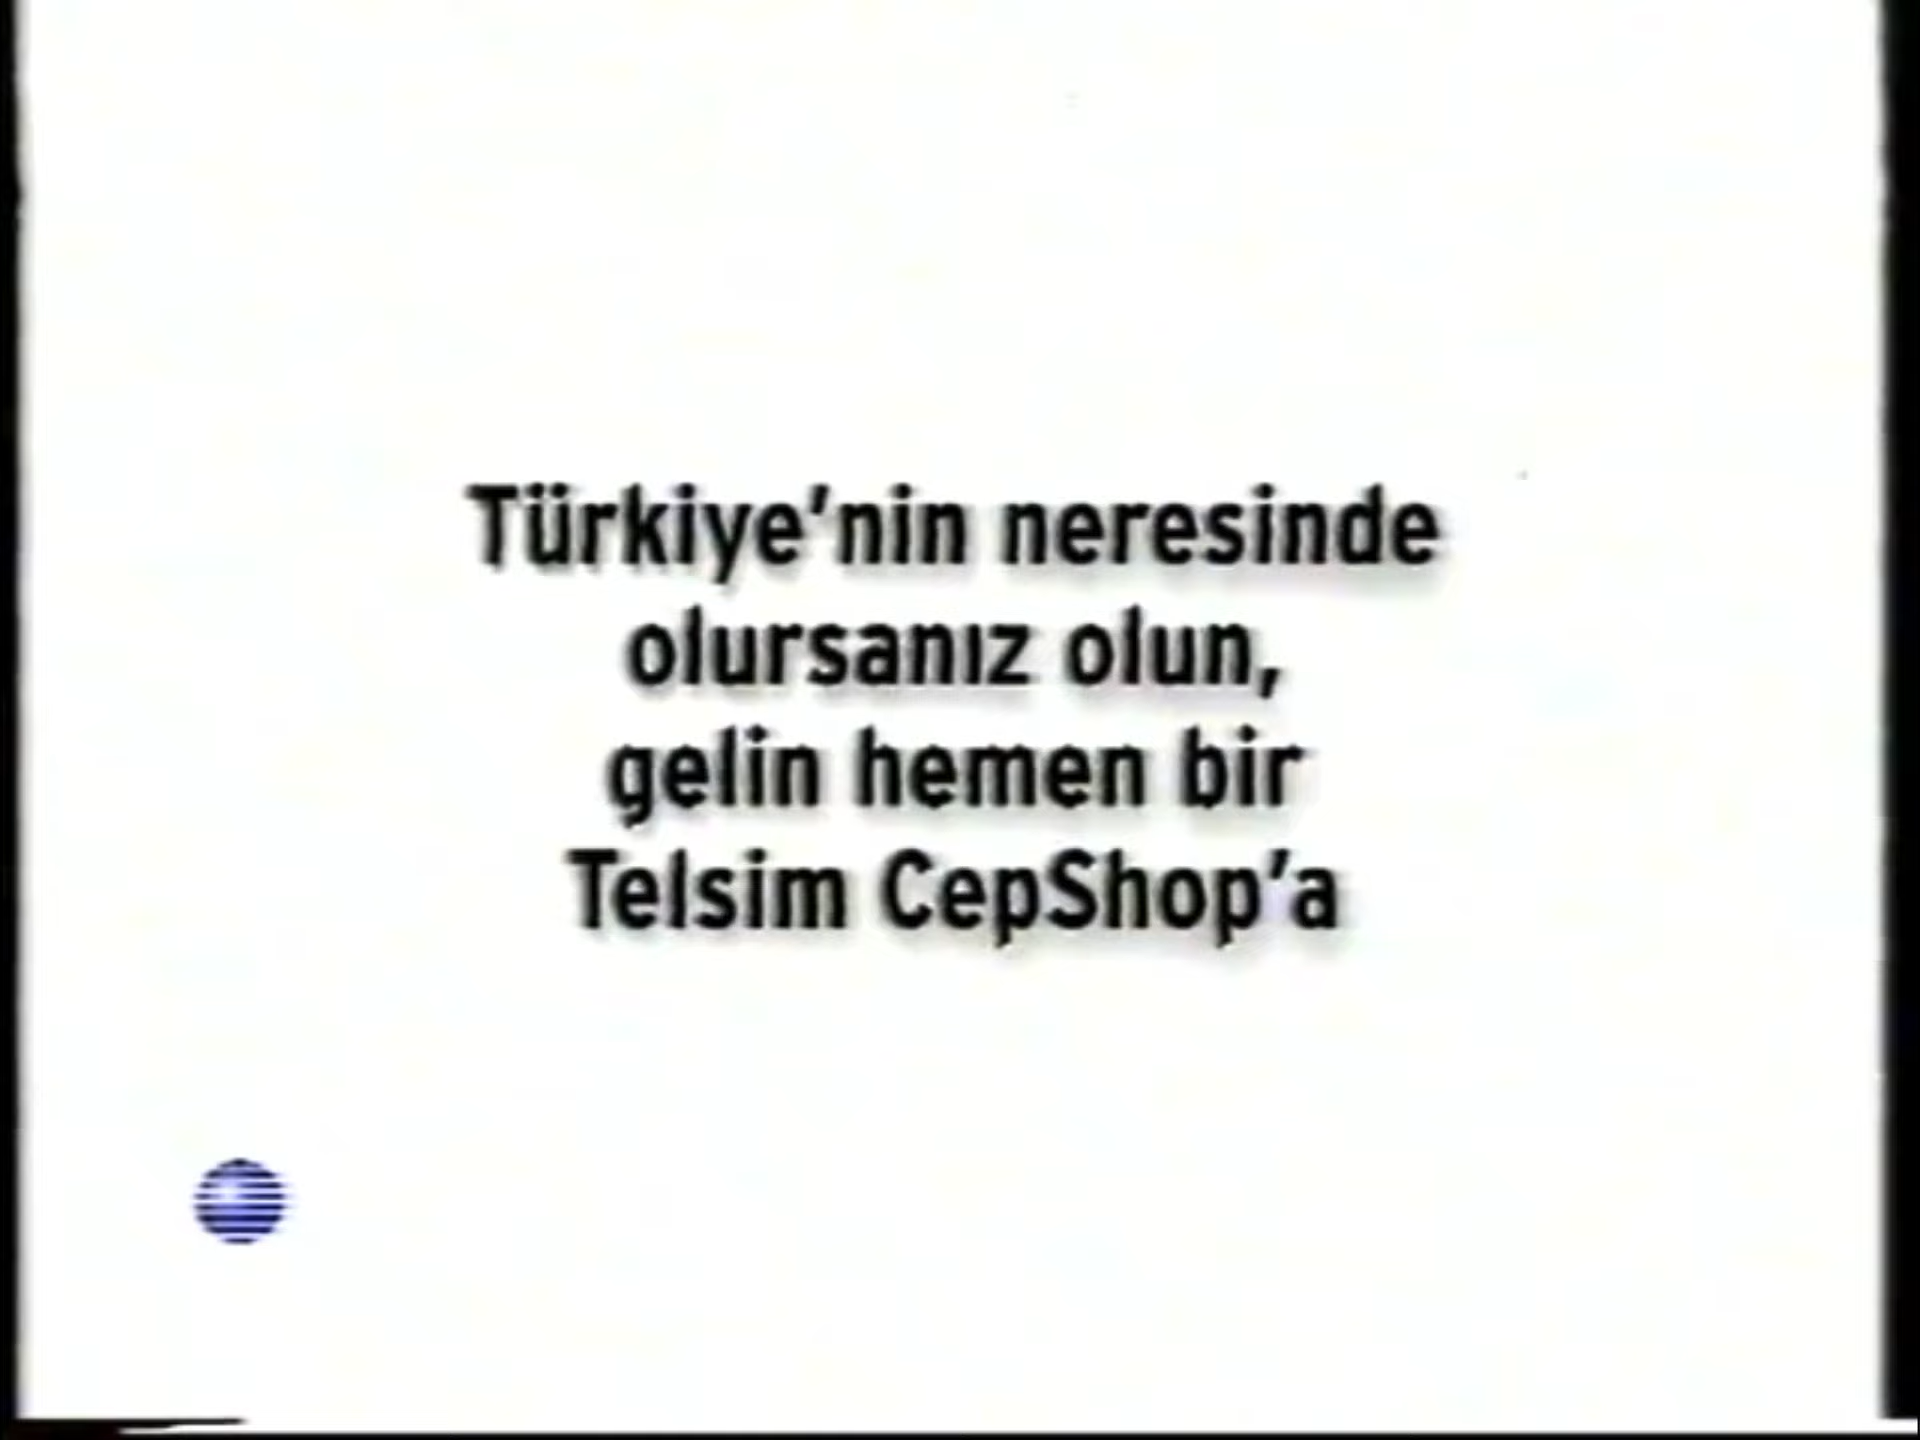 Türkiye'nin neresinde
olursanız olun,
gelin hemen bir
Telsim CepShop'a